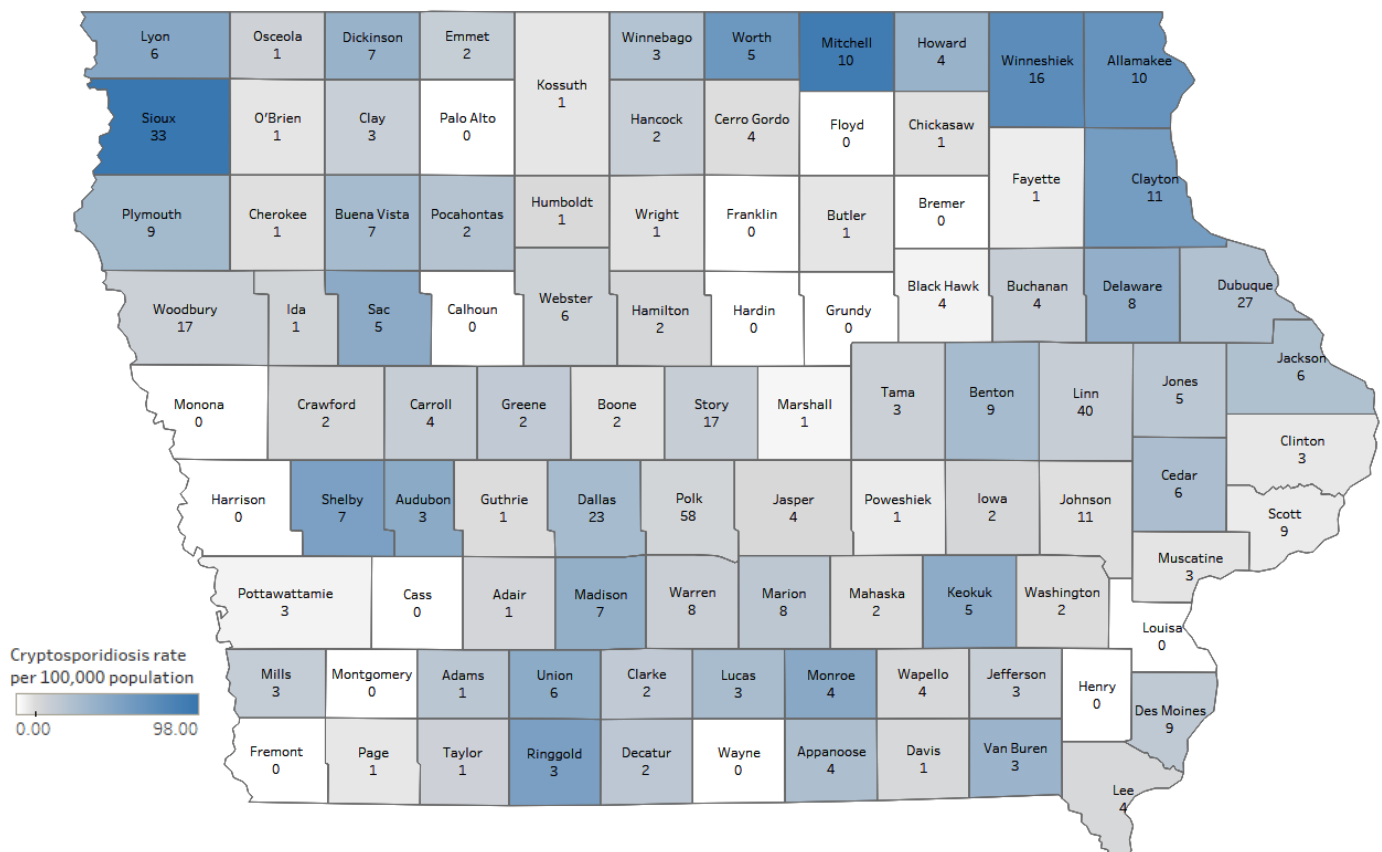 Lyon
6
Osceola
1
Dickinson
7
Emmet
2
Kossuth
1
Winnebago
3
Worth
5
Mitchell
10
Howard
4
Winneshiek
16
Allamakee
10
Sioux
33
O'Brien
1
Clay
3
Palo Alto
0
Hancock
2
Cerro Gordo
4
Floyd
0
Chickasaw
1
Fayette
1
Clayton
11
Plymouth
9
Cherokee
1
Buena Vista
7
Pocahontas
2
Humboldt
1
Wright
1
Franklin
0
Butler
1
Bremer
0
Woodbury
17
Ida
1
Sac
5
Calhoun
0
Webster
6
Hamilton
2
Hardin
0
Grundy
0
Black Hawk
4
Buchanan
4
Delaware
8
Dubuque
27
Monona
0
Crawford
2
Carroll
4
Greene
2
Boone
2
Story
17
Marshall
1
Tama
3
Benton
9
Linn
40
Jones
5
Jackson
6
Clinton
3
Harrison
0
Shelby
7
Audubon
3
Guthrie
1
Dallas
23
Polk
58
Jasper
4
Poweshiek
1
Iowa
2
Johnson
11
Cedar
6
Scott
9
Muscatine
3
Pottawattamie
3
Cass
0
Adair
1
Madison
7
Warren
8
Marion
8
Mahaska
2
Keokuk
5
Washington
2
Louisa
0
Mills
3
Montgomery
0
Adams
1
Union
6
Clarke
2
Lucas
3
Monroe
4
Wapello
4
Jefferson
3
Henry
0
Des Moines
9
Fremont
0
Page
1
Taylor
1
Ringgold
3
Decatur
2
Wayne
0
Appanoose
4
Davis
1
Van Buren
3
Lee
4
Cryptosporidiosis rate
per 100,000 population
0.00 98.00